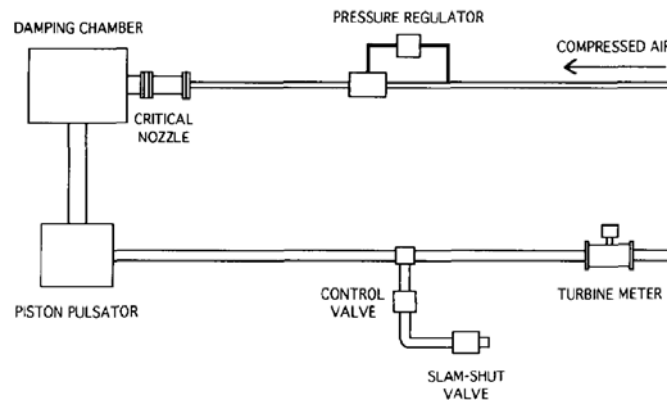 PRESSURE REGULATOR
DAMPING CHAMBER
COMPRESSED AIR
CRITICAL
NOZZLE
PISTON PULSATOR
CONTROL
VALVE
TURBINE METER
SLAM-SHUT
VALVE